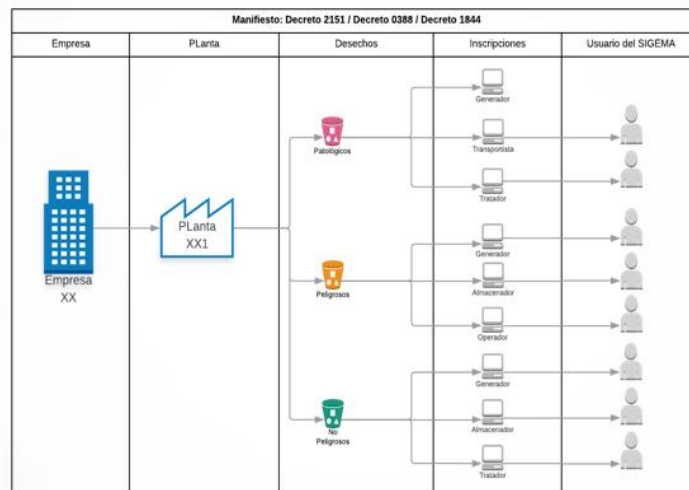 Manifiesto: Decreto 2151 / Decreto 0388 / Decreto 1844
Empresa
PLanta
Desechos
Inscripciones
Usuario del SIGEMA
Generador
Patológicos
Transportista
Tratador
Empresa
XX
PLanta
XX1
Generador
Peligrosos
Almacenador
Operador
Generador
No
Peligrosos
Almacenador
Tratador